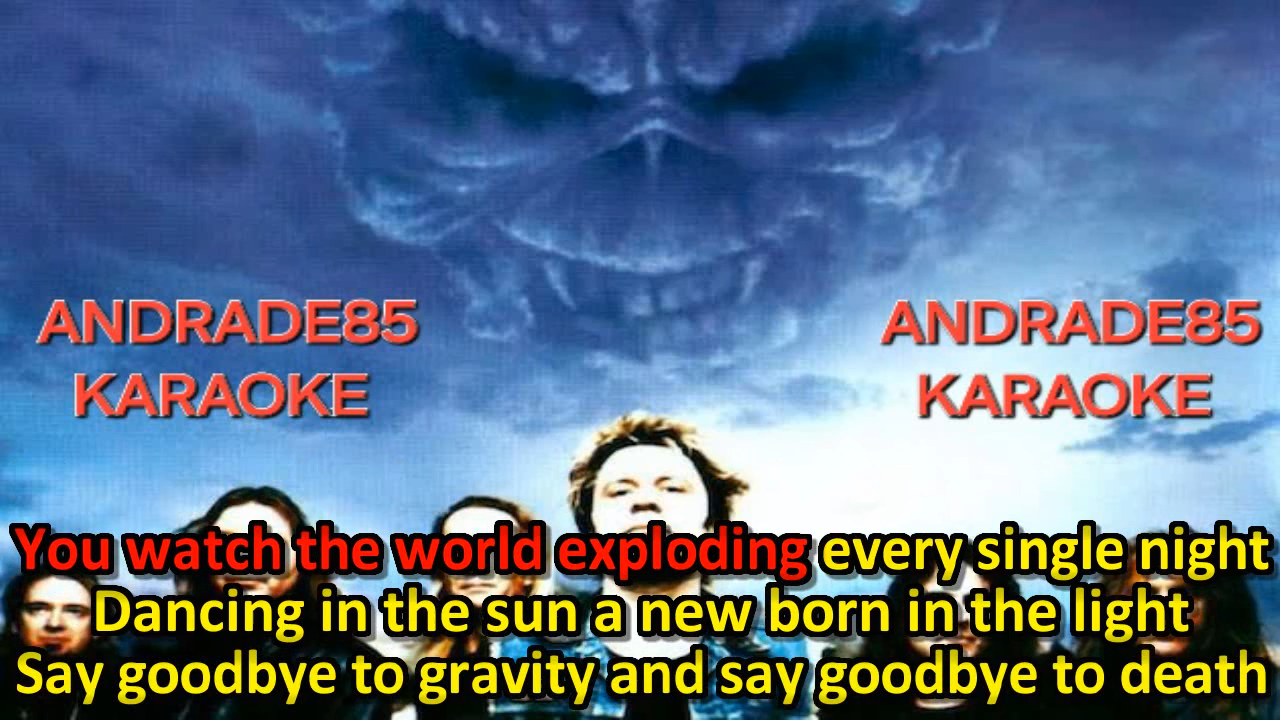 ANDRADE85
KARAOKE
ANDRADE85
KARAOKE
You watch the world exploding every single night
Dancing in the sun a new born in the light
Say goodbye to gravity and say goodbye to death